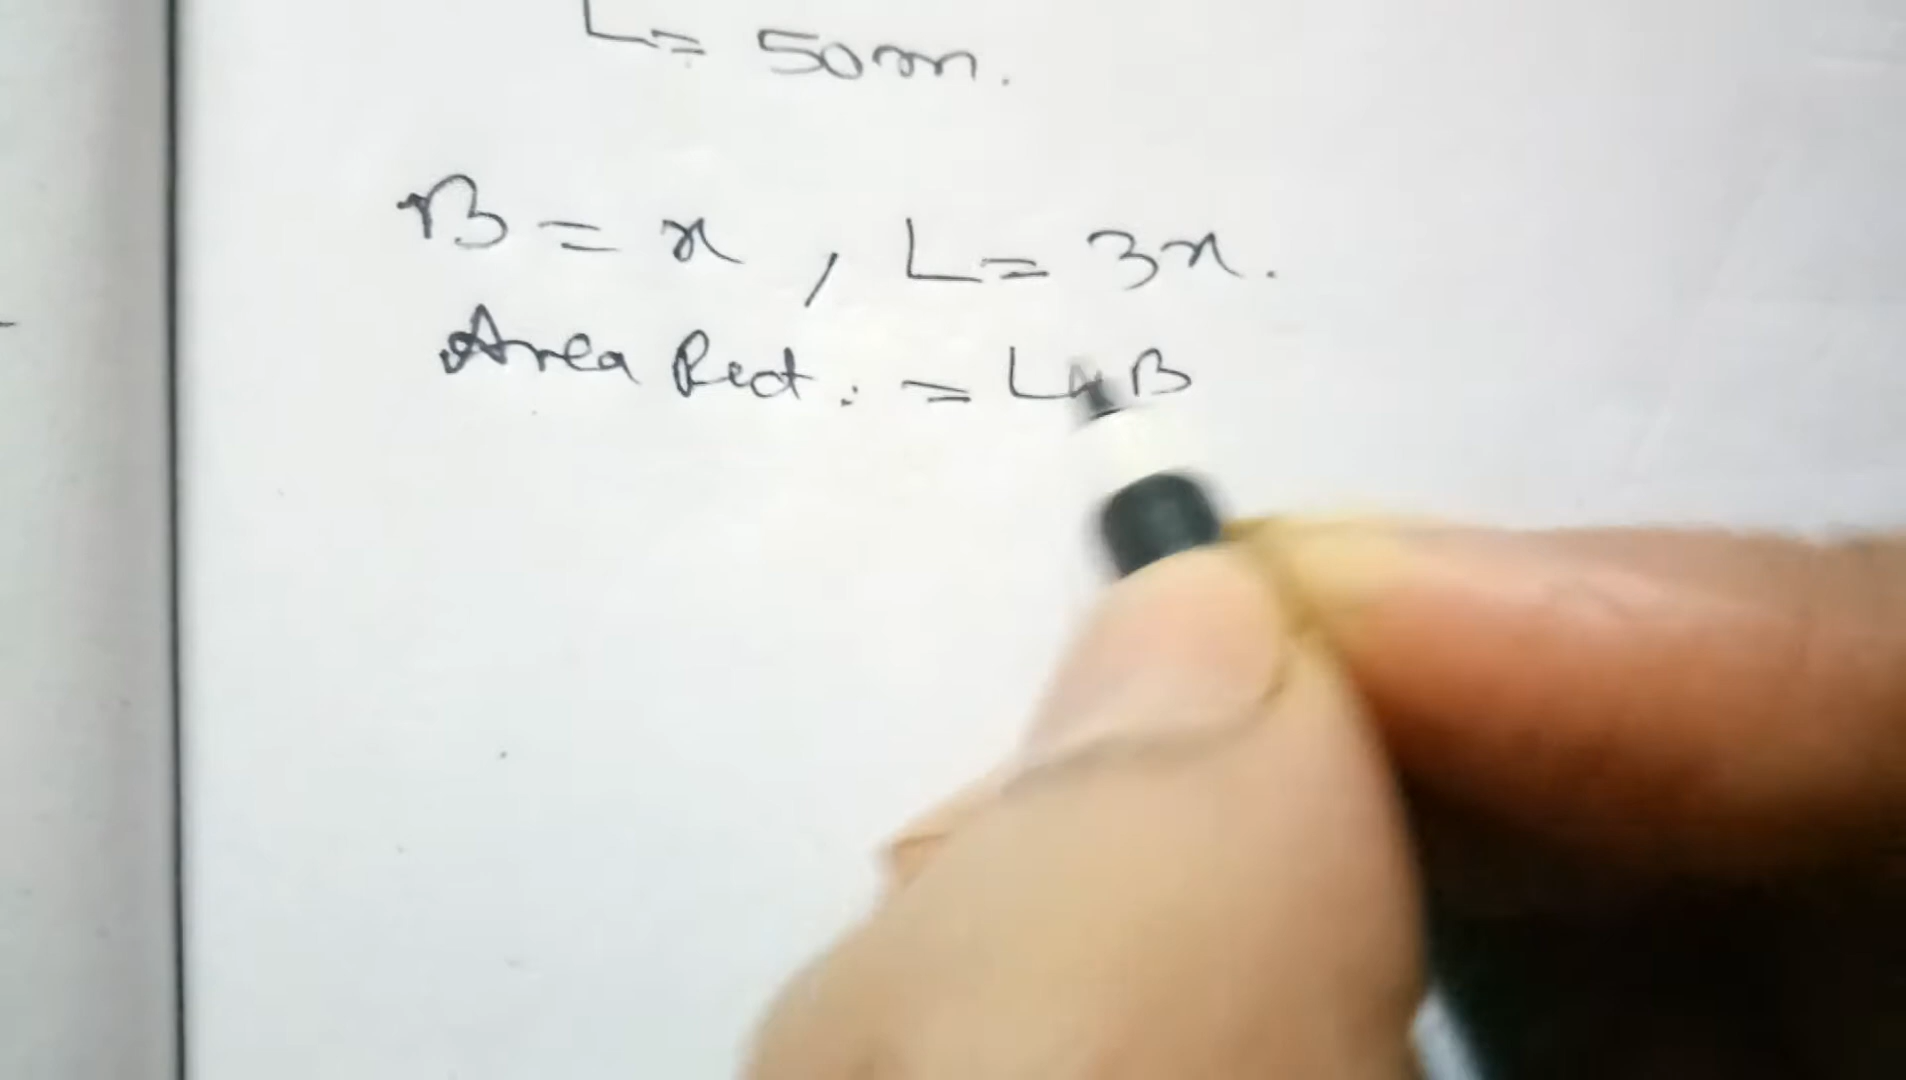 L= 50m.
B = x , L= 3x.
Area Rect. = L×B